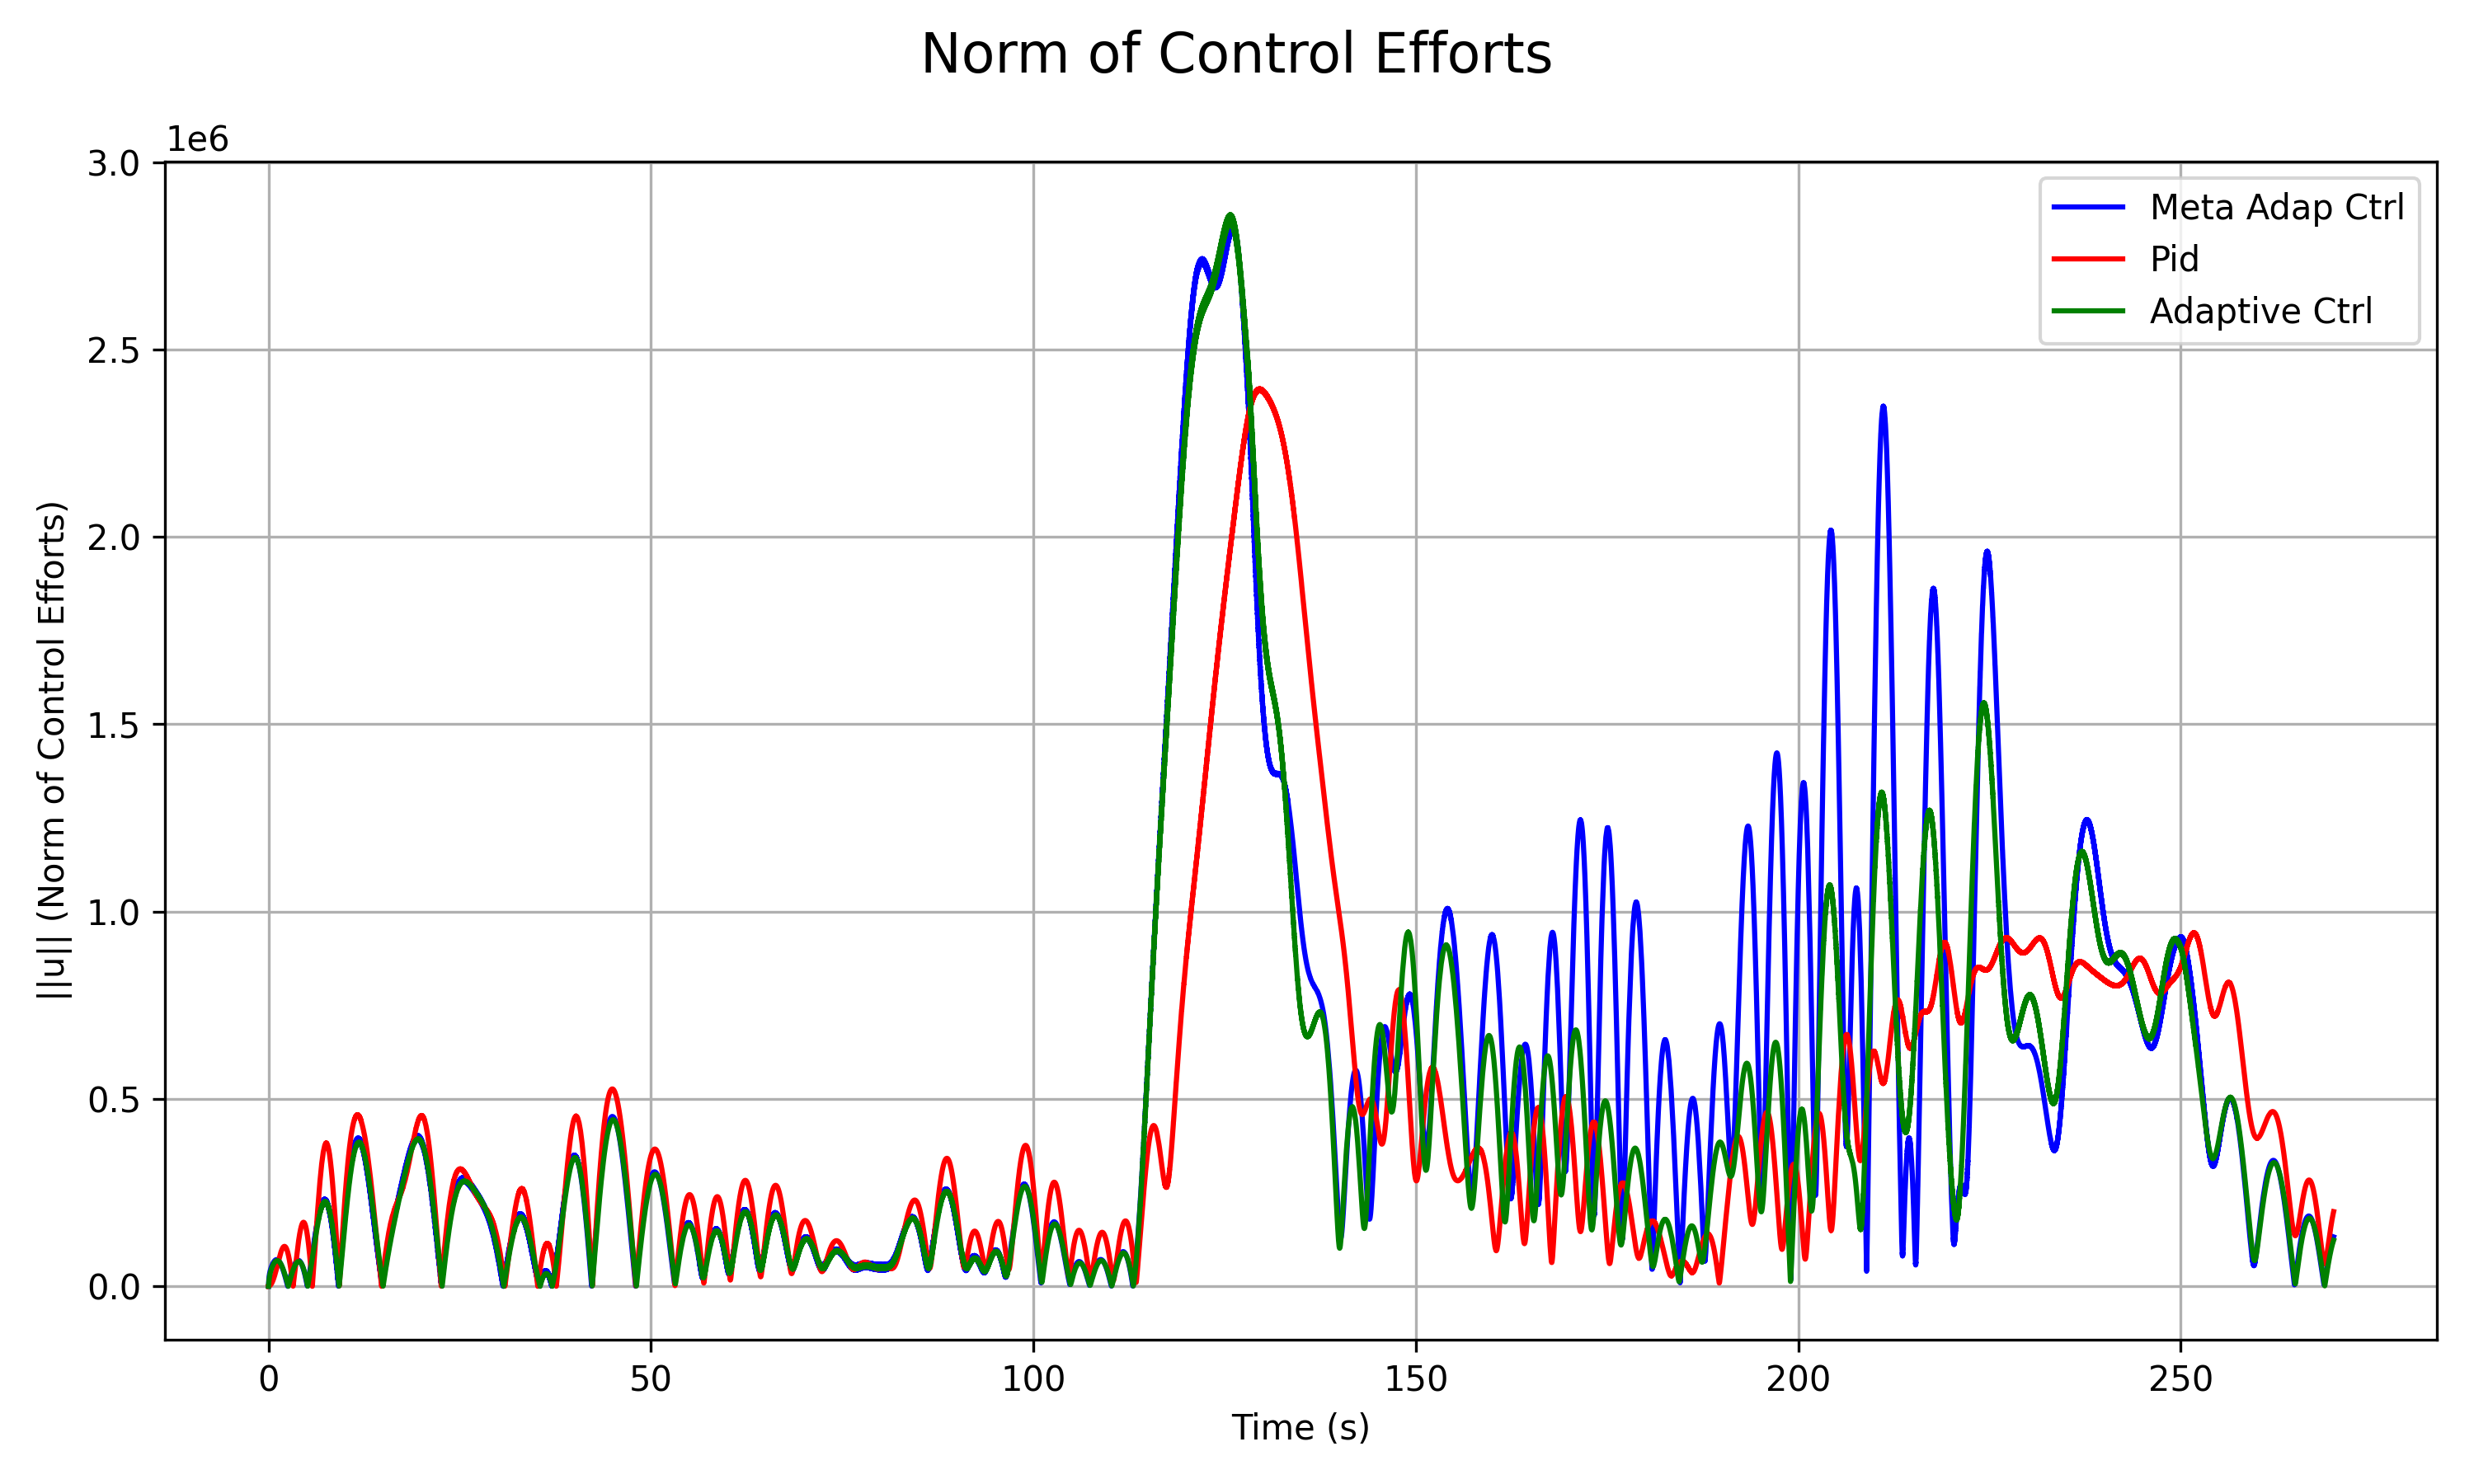 Norm of Control Efforts
1e6
3.0
2.5
2.0
1.5
1.0
0.5
0.0
||u|| (Norm of Control Efforts)
Meta Adap Ctrl
Pid
Adaptive Ctrl
0 50 100 150 200 250
Time (s)